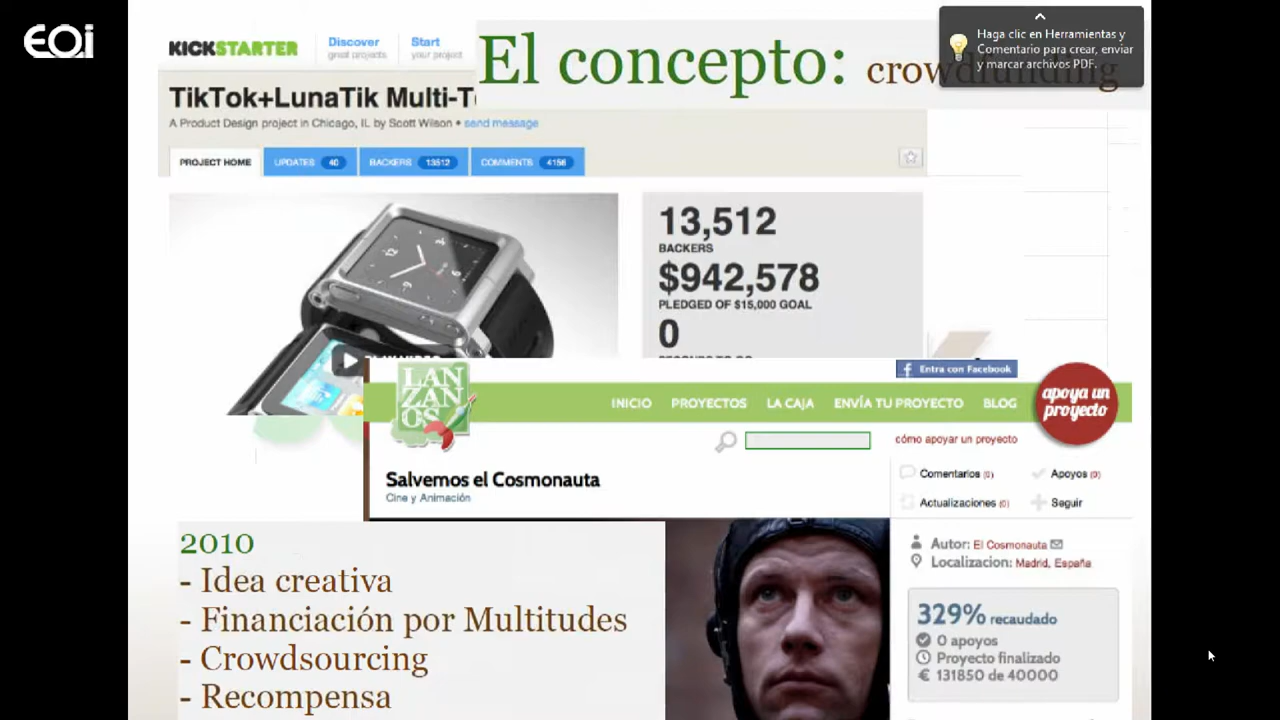 EOI
KICKSTARTER
Discover
great projects
Start
your project
El concepto: crowdfunding
Haga clic en Herramientas y
Comentario para crear, enviar
y marcar archivos PDF.
TikTok+LunaTik Multi-T
A Product Design project in Chicago, IL by Scott Wilson • send message
PROJECT HOME
UPDATES 40
BACKERS 13512
COMMENTS 4156
13,512
BACKERS
$942,578
PLEDGED OF $15,000 GOAL
0
LAN
ZAN
OS
Entra con Facebook
INICIO PROYECTOS LA CAJA ENVÍA TU PROYECTO BLOG
apoya un
proyecto
cómo apoyar un proyecto
Salvemos el Cosmonauta
Cine y Animación
Comentarios (0) Apoyos (0)
Actualizaciones (0) Seguir
Autor: El Cosmonauta
Localizacion: Madrid, España
329% recaudado
0 apoyos
Proyecto finalizado
€ 131850 de 40000
2010
- Idea creativa
- Financiación por Multitudes
- Crowdsourcing
- Recompensa